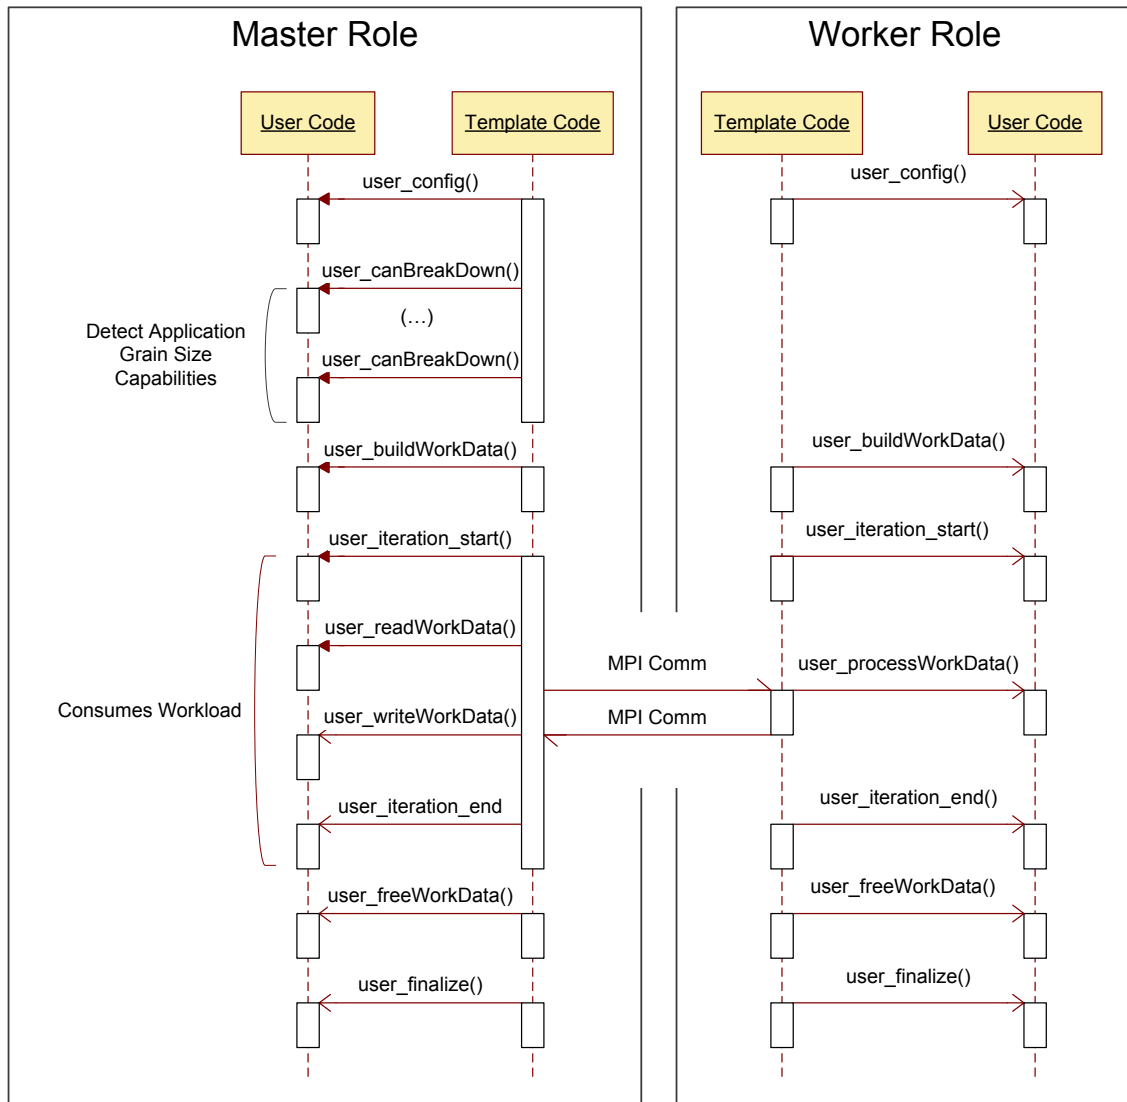 Master Role
Worker Role
User Code
Template Code
Template Code
User Code
user_config()
user_config()
user_canBreakDown()
(...)
Detect Application
Grain Size
Capabilities
user_canBreakDown()
user_buildWorkData()
user_buildWorkData()
user_iteration_start()
user_iteration_start()
user_readWorkData()
MPI Comm
user_processWorkData()
Consumes Workload
user_writeWorkData()
MPI Comm
user_iteration_end
user_iteration_end()
user_freeWorkData()
user_freeWorkData()
user_finalize()
user_finalize()